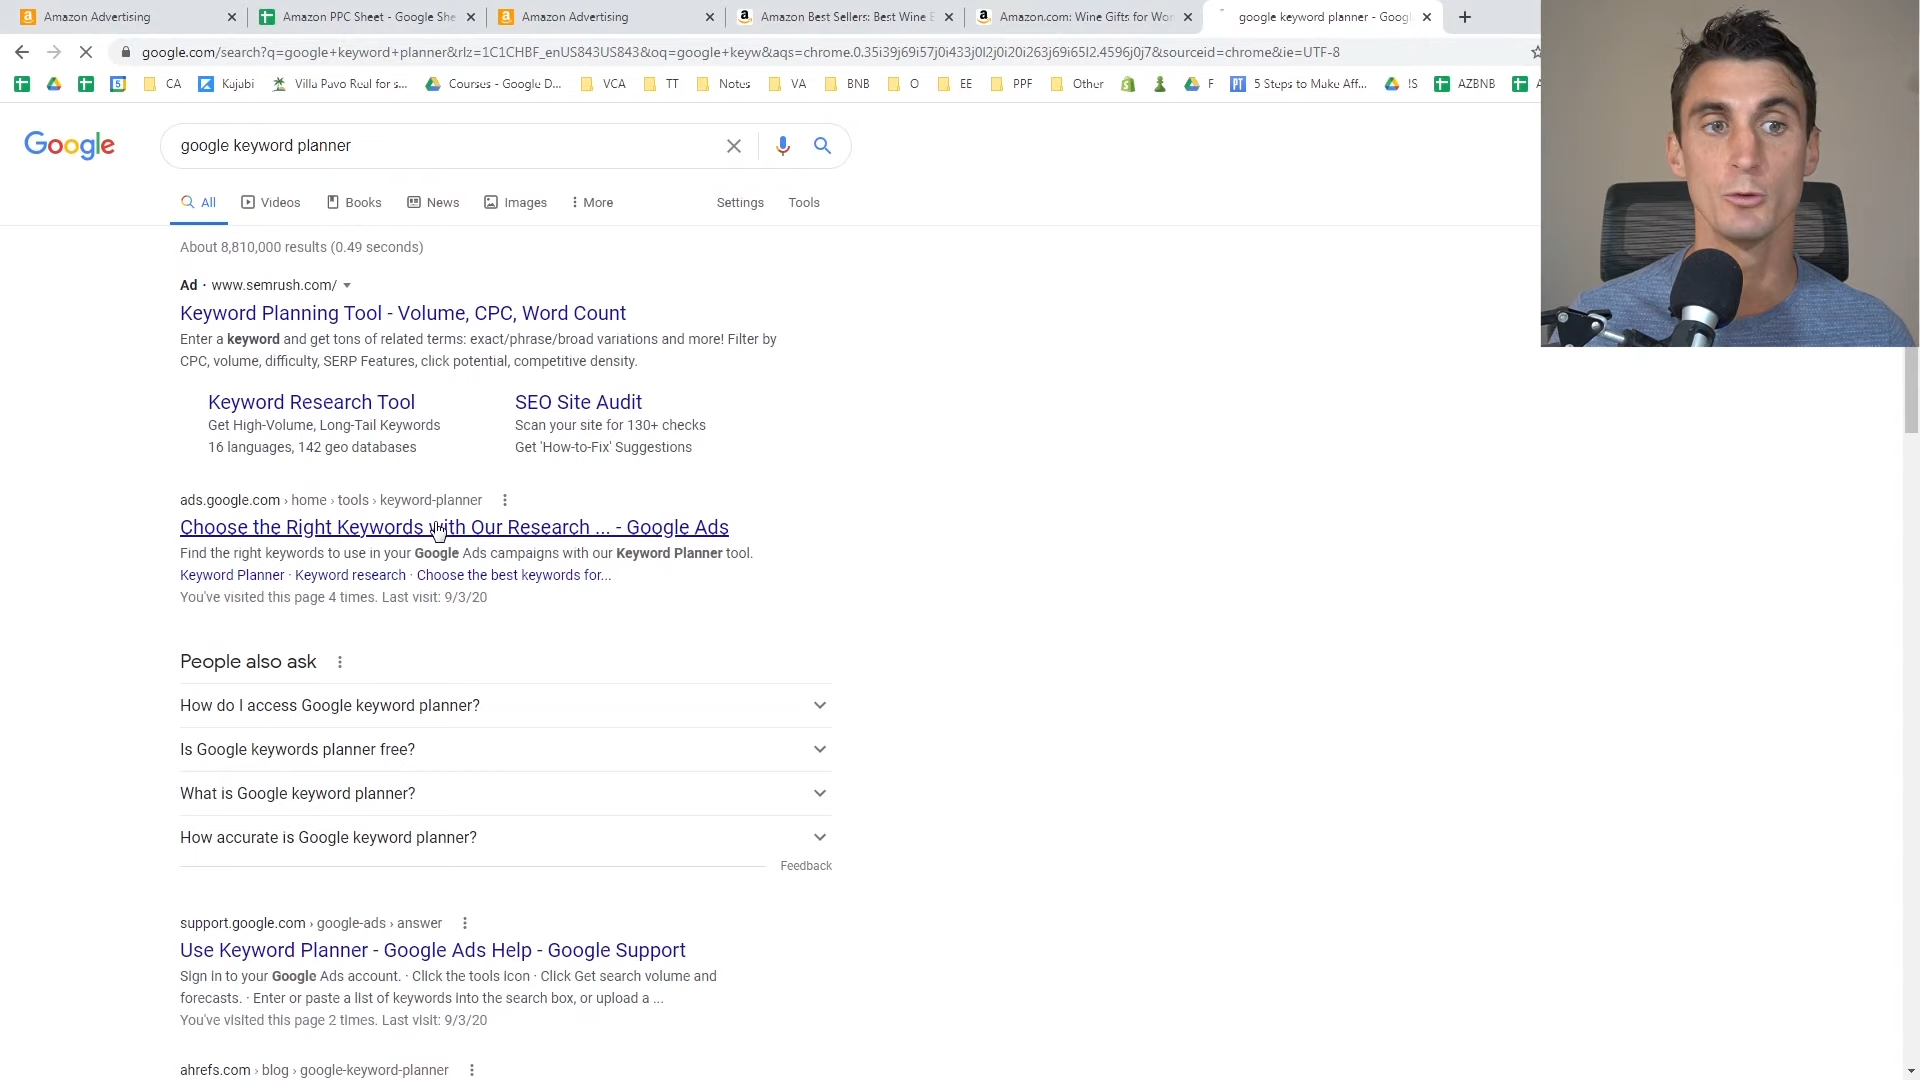 Amazon Advertising
Amazon PPC Sheet - Google She
Amazon Advertising
Amazon Best Sellers: Best Wine E
Amazon.com: Wine Gifts for Wor
google keyword planner - Googl
google.com/search?q=google+keyword+planner&rlz=1C1CHBF_enUS843US843&oq=google+keyw&aqs=chrome.0.35i39j69i57j0i433j0l2j0i20i263j69i65l2.4596j0j7&sourceid=chrome&ie=UTF-8
CA
Kajabi
Villa Pavo Real for s...
Courses - Google D...
VCA
TT
Notes
VA
BNB
O
EE
PPF
Other
F
5 Steps to Make Aff...
!S
AZBNB
Google
google keyword planner
All
Videos
Books
News
Images
More
Settings
Tools
About 8,810,000 results (0.49 seconds)
Ad · www.semrush.com/
Keyword Planning Tool - Volume, CPC, Word Count
Enter a keyword and get tons of related terms: exact/phrase/broad variations and more! Filter by
CPC, volume, difficulty, SERP Features, click potential, competitive density.
Keyword Research Tool
Get High-Volume, Long-Tail Keywords
16 languages, 142 geo databases
SEO Site Audit
Scan your site for 130+ checks
Get 'How-to-Fix' Suggestions
ads.google.com › home › tools › keyword-planner
Choose the Right Keywords with Our Research ... - Google Ads
Find the right keywords to use in your Google Ads campaigns with our Keyword Planner tool.
Keyword Planner · Keyword research · Choose the best keywords for...
You've visited this page 4 times. Last visit: 9/3/20
People also ask
How do I access Google keyword planner?
Is Google keywords planner free?
What is Google keyword planner?
How accurate is Google keyword planner?
Feedback
support.google.com › google-ads › answer
Use Keyword Planner - Google Ads Help - Google Support
Sign in to your Google Ads account. · Click the tools icon · Click Get search volume and
forecasts. · Enter or paste a list of keywords into the search box, or upload a ...
You've visited this page 2 times. Last visit: 9/3/20
ahrefs.com › blog › google-keyword-planner